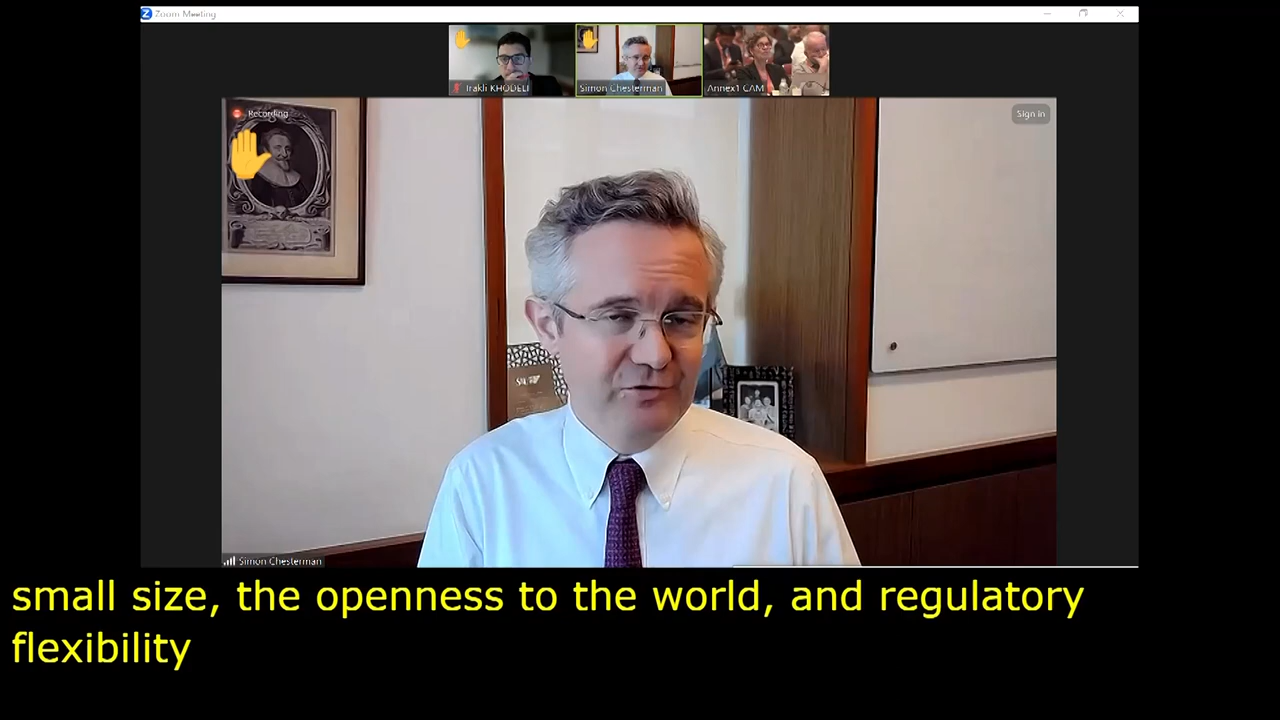 Zoom Meeting
Irakli KHODELI
Simon Chesterman
Annex1 CAM
Recording
Sign in
Simon Chesterman
small size, the openness to the world, and regulatory
flexibility